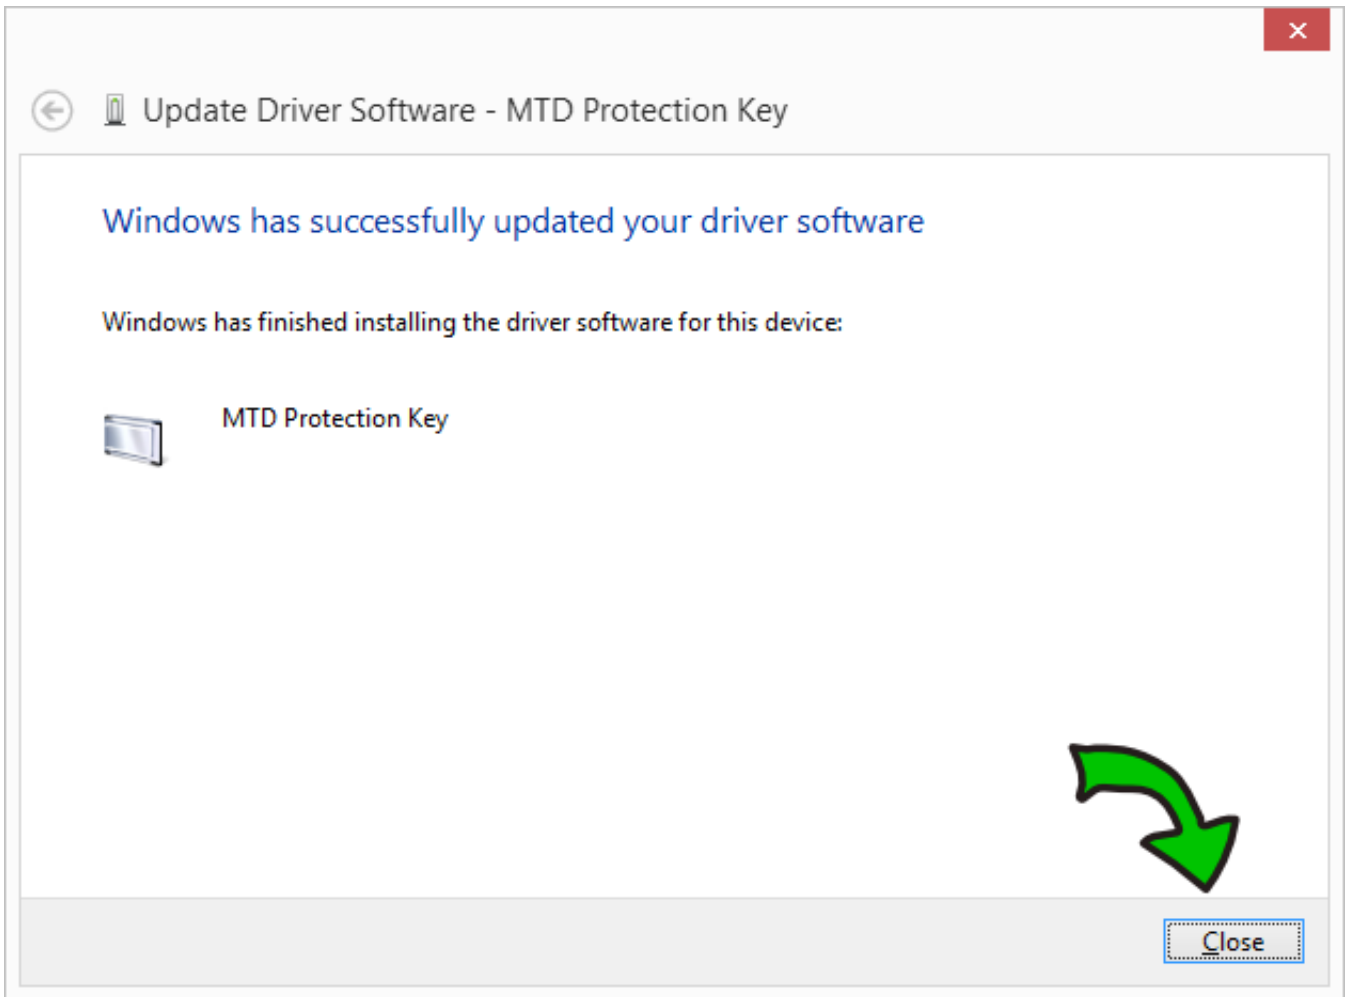 Update Driver Software - MTD Protection Key
Windows has successfully updated your driver software
Windows has finished installing the driver software for this device:
MTD Protection Key
Close